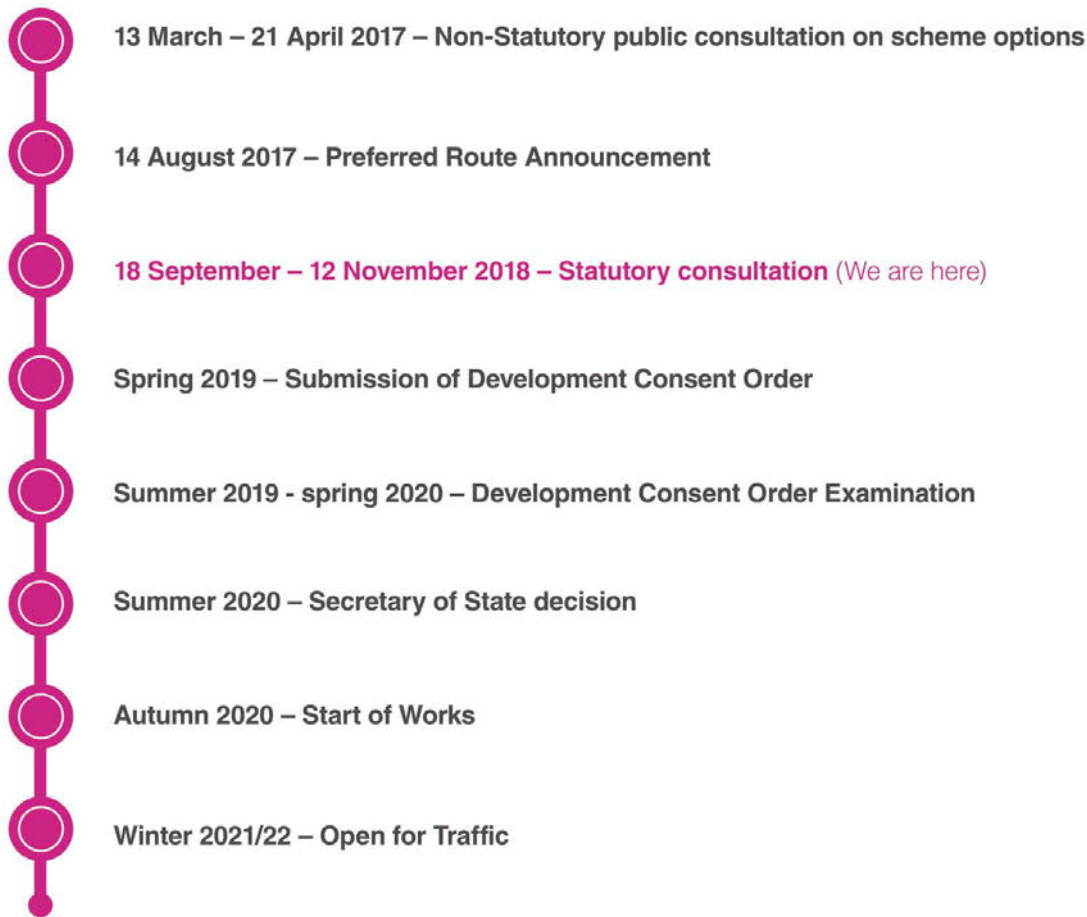 13 March – 21 April 2017 – Non-Statutory public consultation on scheme options
14 August 2017 – Preferred Route Announcement
18 September – 12 November 2018 – Statutory consultation (We are here)
Spring 2019 – Submission of Development Consent Order
Summer 2019 - spring 2020 – Development Consent Order Examination
Summer 2020 – Secretary of State decision
Autumn 2020 – Start of Works
Winter 2021/22 – Open for Traffic